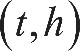 (t, h)